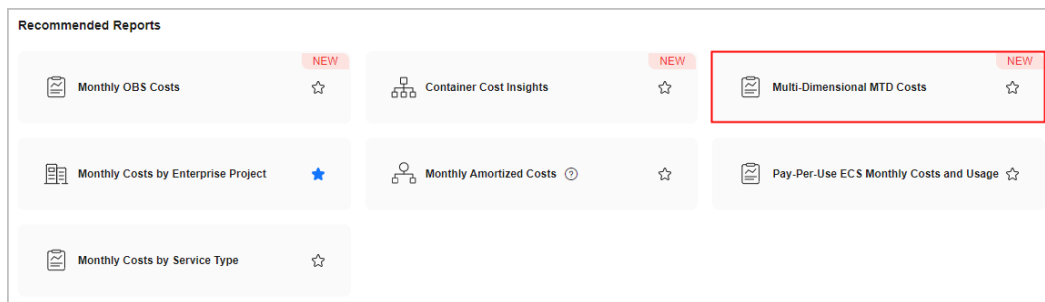 Recommended Reports
NEW
Monthly OBS Costs
NEW
Container Cost Insights
NEW
Multi-Dimensional MTD Costs
Monthly Costs by Enterprise Project
Monthly Amortized Costs ?
Pay-Per-Use ECS Monthly Costs and Usage
Monthly Costs by Service Type